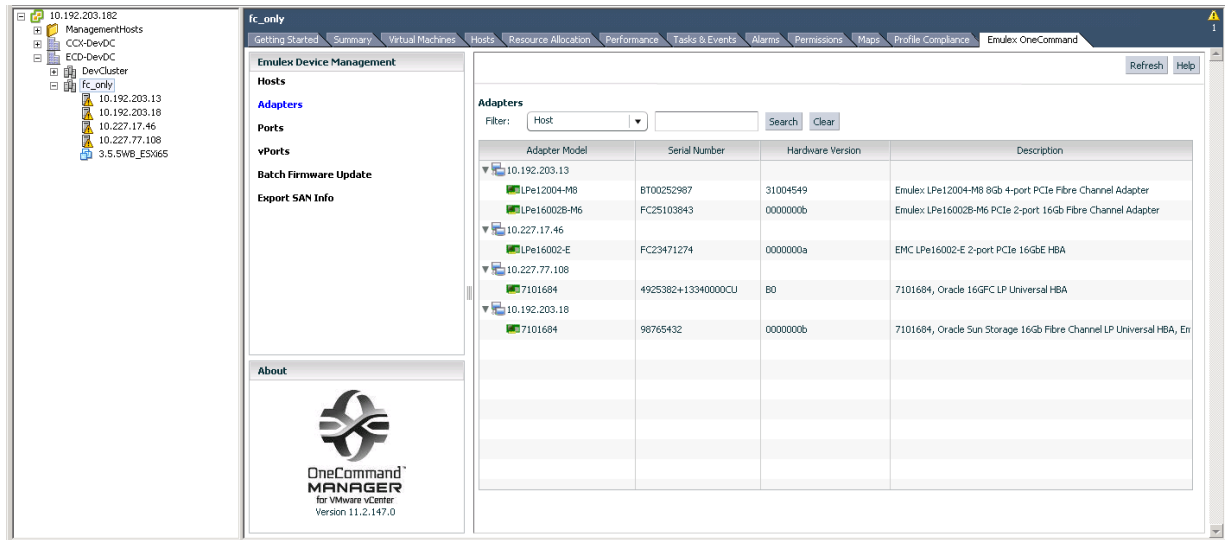 10.192.203.182
ManagementHosts
CCX-DevDC
ECD-DevDC
DevCluster
fc_only
10.192.203.13
10.192.203.18
10.227.17.46
10.227.77.108
3.5.5WB_ESXi65
fc_only
1
Getting Started Summary Virtual Machines Hosts Resource Allocation Performance Tasks & Events Alarms Permissions Maps Profile Compliance Emulex OneCommand
Emulex Device Management
Hosts
Adapters
Ports
vPorts
Batch Firmware Update
Export SAN Info
About
OneCommand™
MANAGER
for VMware vCenter
Version 11.2.147.0
Refresh Help
Adapters
Filter: Host Search Clear
Adapter Model Serial Number Hardware Version Description
10.192.203.13
LPe12004-M8 BT00252987 31004549 Emulex LPe12004-M8 8Gb 4-port PCIe Fibre Channel Adapter
LPe16002B-M6 FC25103843 0000000b Emulex LPe16002B-M6 PCIe 2-port 16Gb Fibre Channel Adapter
10.227.17.46
LPe16002-E FC23471274 0000000a EMC LPe16002-E 2-port PCIe 16GbE HBA
10.227.77.108
7101684 4925382+13340000CU B0 7101684, Oracle 16GFC LP Universal HBA
10.192.203.18
7101684 98765432 0000000b 7101684, Oracle Sun Storage 16Gb Fibre Channel LP Universal HBA, Em